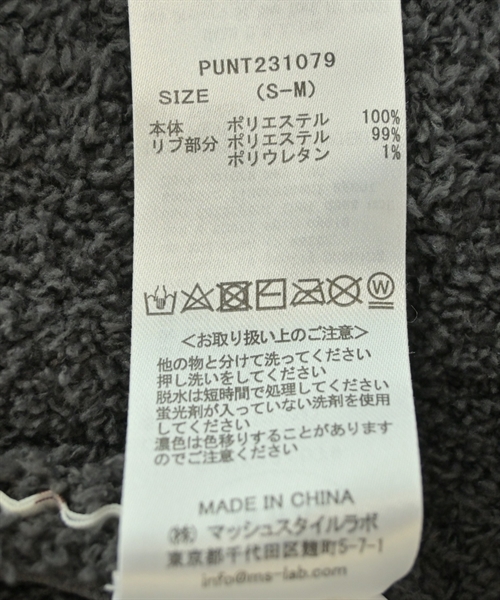 PUNT231079
SIZE (S-M)
本体 ポリエステル 100%
リブ部分 ポリエステル 99%
ポリウレタン 1%
W
<お取り扱い上のご注意>
他の物と分けて洗ってください
押し洗いをしてください
脱水は短時間で処理してください
蛍光剤が入っていない洗剤を使用
してください
濃色は色移りすることがあります
のでご注意ください
MADE IN CHINA
㈱ マッシュスタイルラボ
東京都千代田区麹町5-7-1
info@ms-lab.com